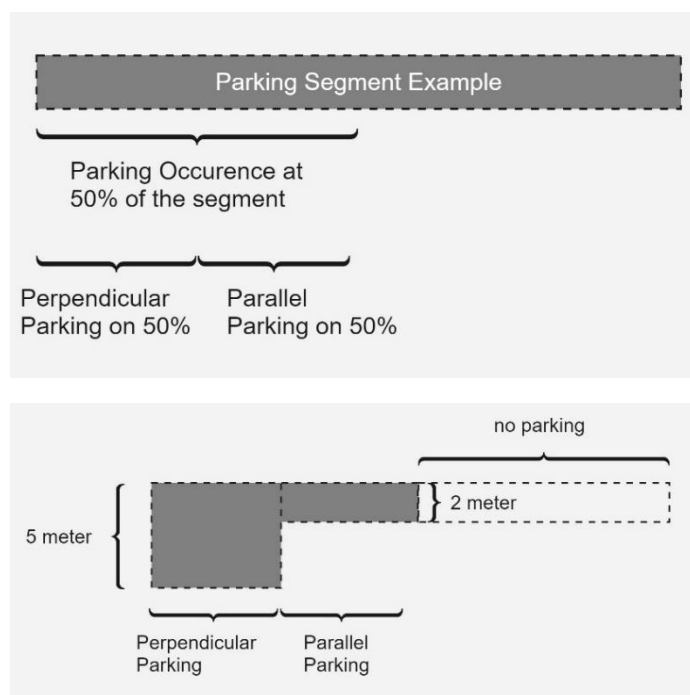 Parking Segment Example
Parking Occurence at
50% of the segment
Perpendicular
Parking on 50%
Parallel
Parking on 50%
no parking
2 meter
5 meter
Perpendicular
Parking
Parallel
Parking